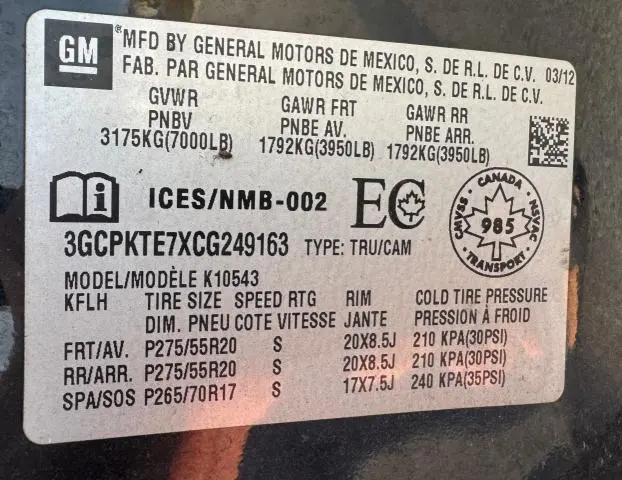 GM
®MFD BY GENERAL MOTORS DE MEXICO, S. DE R.L. DE C.V. 03/12
FAB. PAR GENERAL MOTORS DE MEXICO, S. DE R.L. DE C.V.
GVWR GAWR FRT GAWR RR
PNBV PNBE AV. PNBE ARR.
3175KG(7000LB) 1792KG(3950LB) 1792KG(3950LB)
i ICES/NMB-002 EC
CANADA
CMVSS • NSVAC
985
TRANSPORT
3GCPKTE7XCG249163 TYPE: TRU/CAM
MODEL/MODÈLE K10543
KFLH TIRE SIZE SPEED RTG RIM COLD TIRE PRESSURE
DIM. PNEU COTE VITESSE JANTE PRESSION À FROID
FRT/AV. P275/55R20 S 20X8.5J 210 KPA(30PSI)
RR/ARR. P275/55R20 S 20X8.5J 210 KPA(30PSI)
SPA/SOS P265/70R17 S 17X7.5J 240 KPA(35PSI)